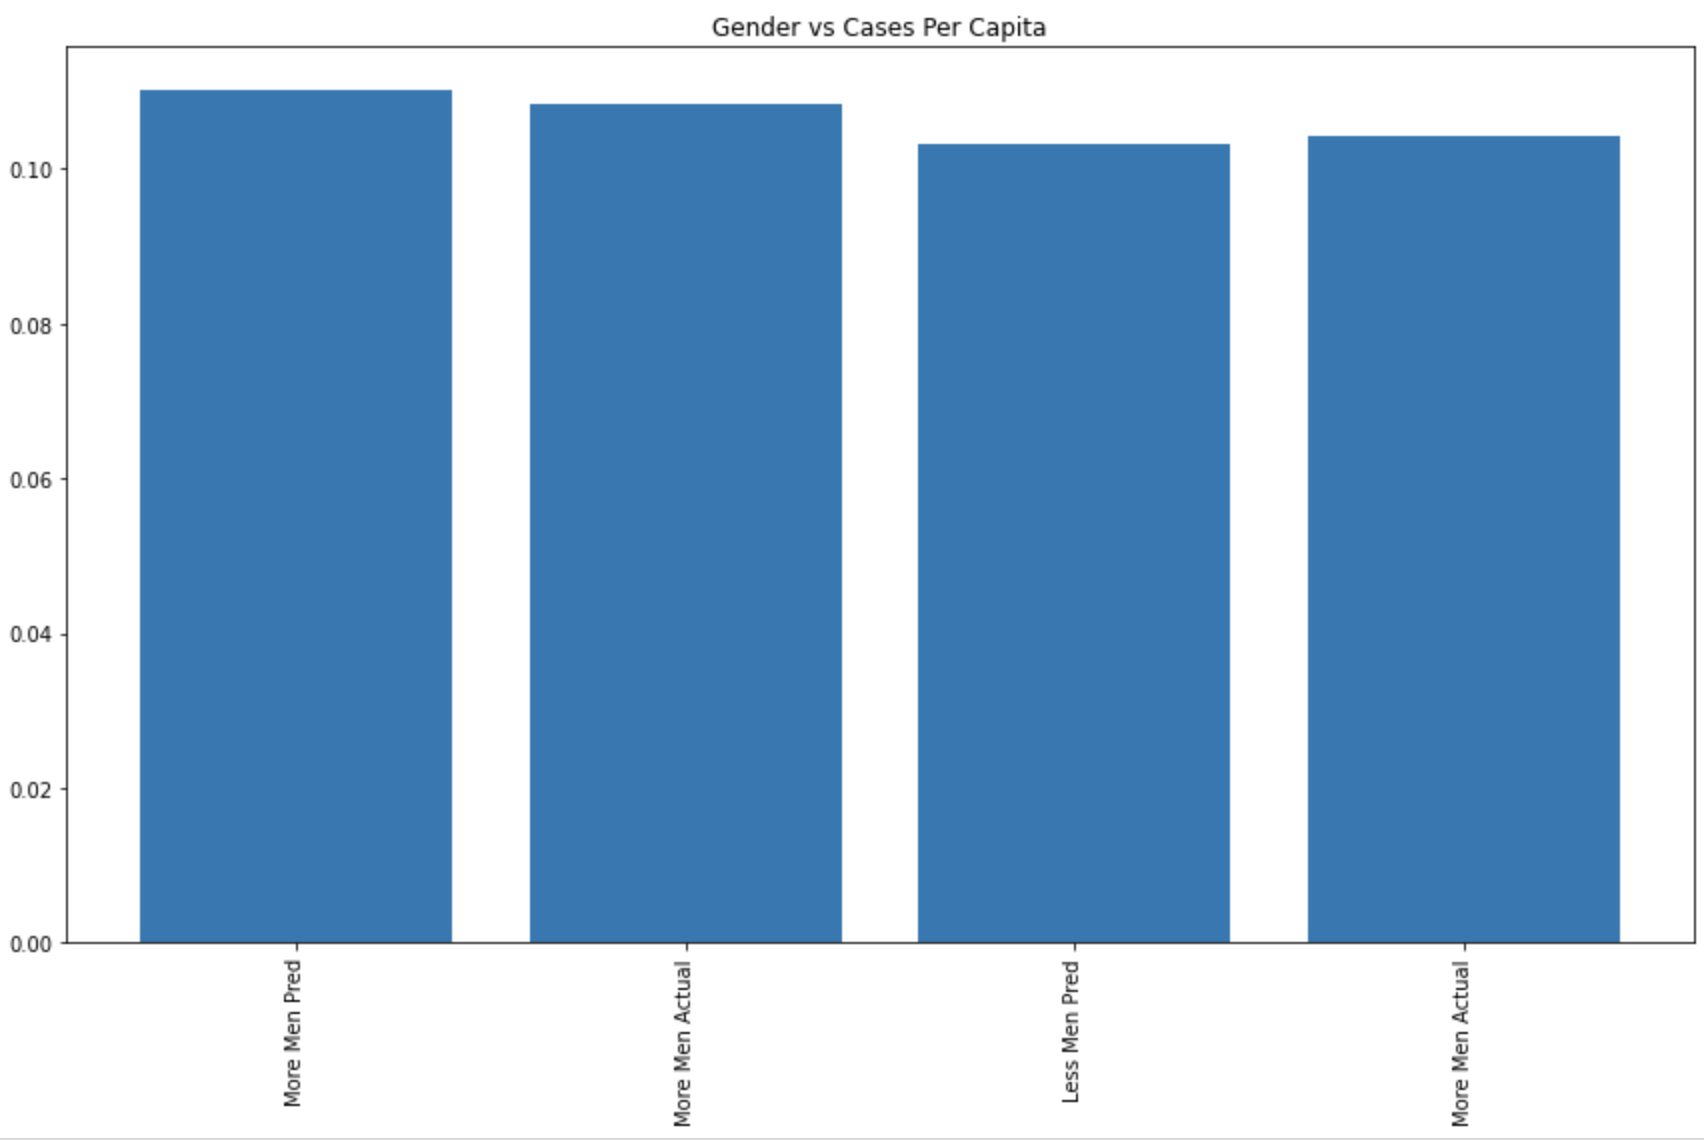 Gender vs Cases Per Capita
0.10
0.08
0.06
0.04
0.02
0.00
More Men Pred
More Men Actual
Less Men Pred
More Men Actual